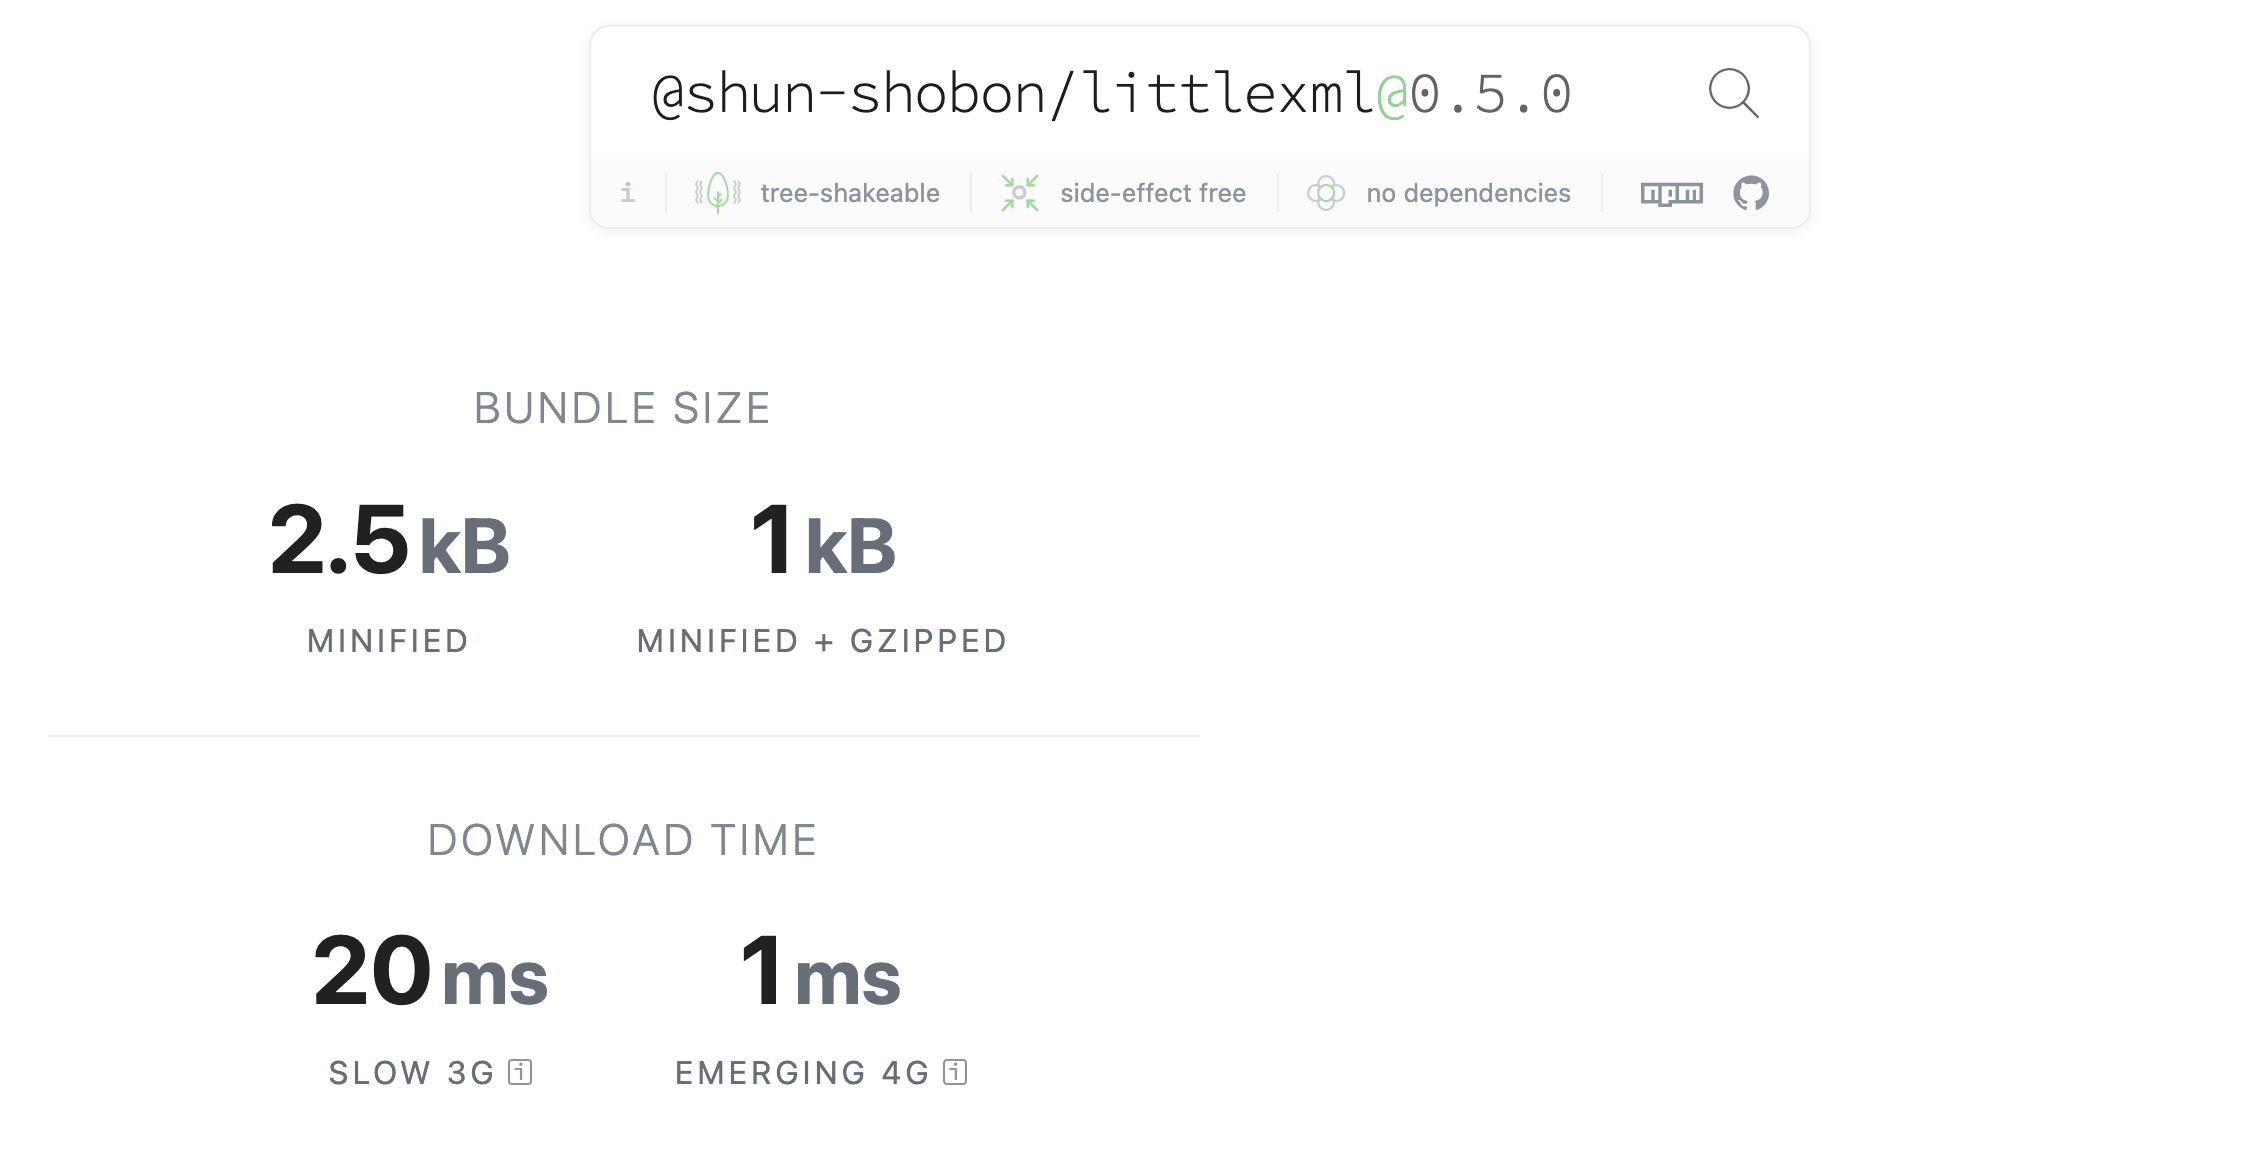 @shun-shobon/littlexml@0.5.0
i tree-shakeable side-effect free no dependencies npm
BUNDLE SIZE
2.5 kB 1 kB
MINIFIED MINIFIED + GZIPPED
DOWNLOAD TIME
20 ms 1 ms
SLOW 3G i EMERGING 4G i